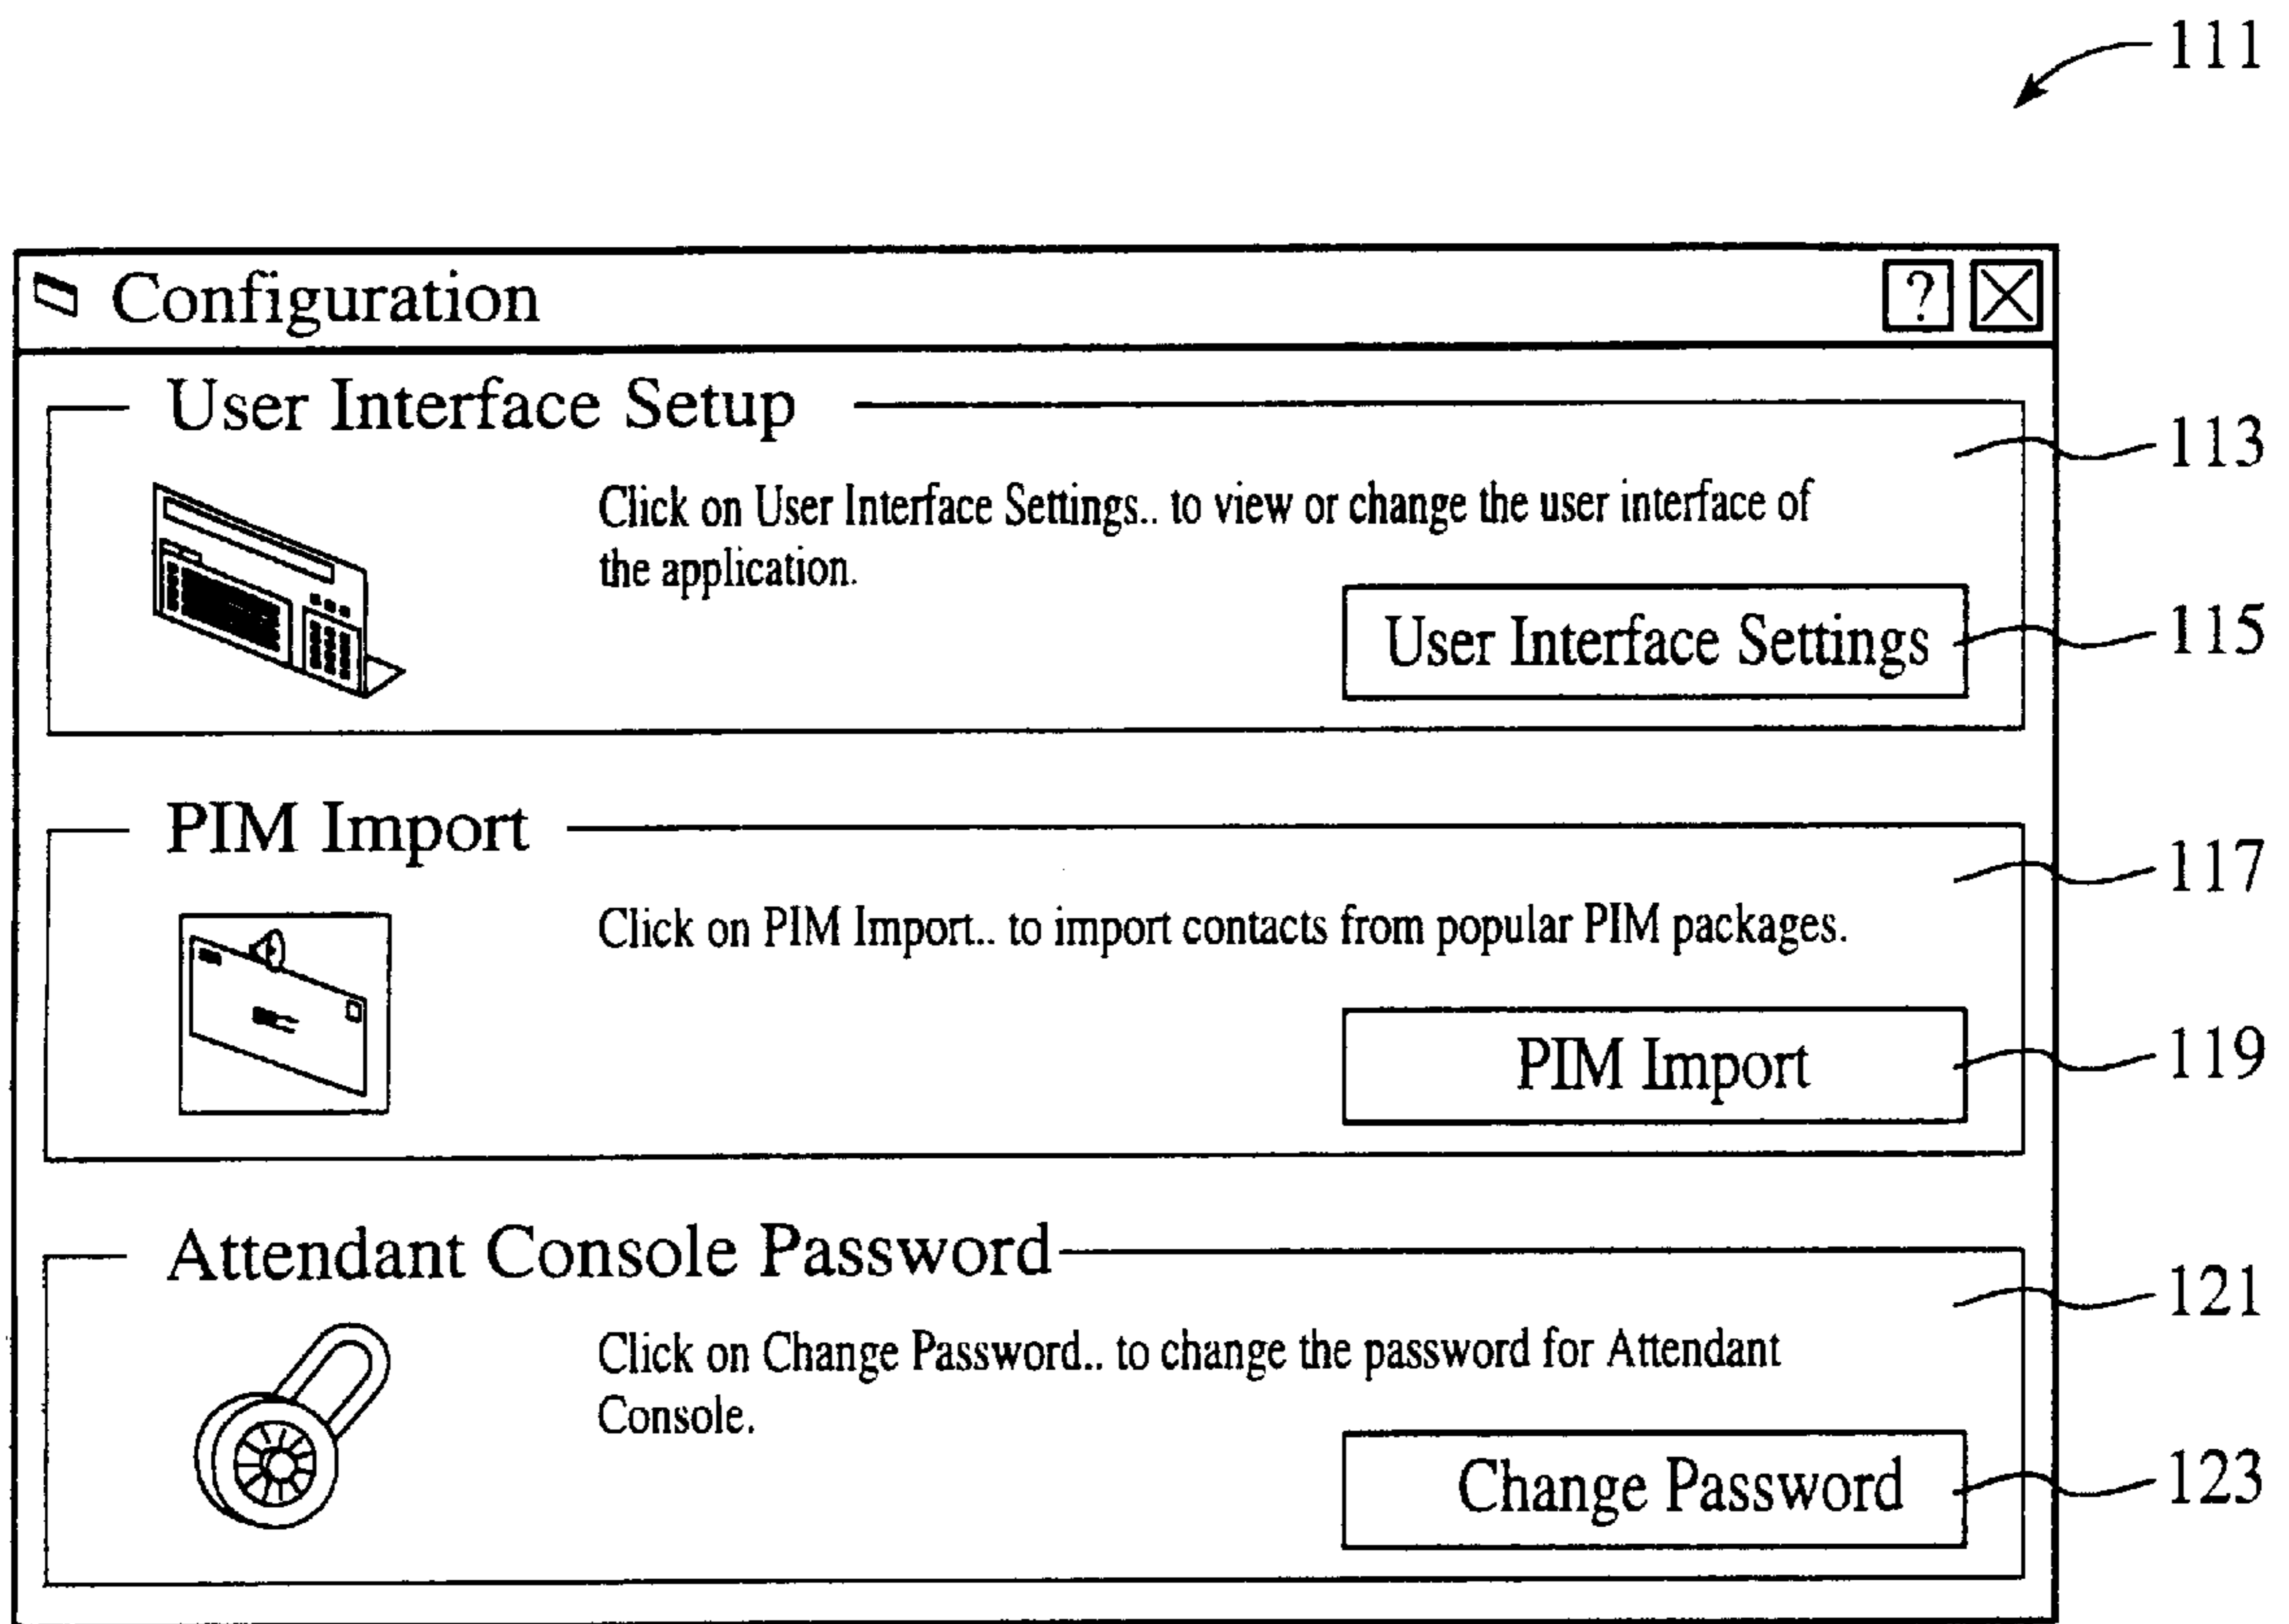 111
Configuration ?
User Interface Setup
113
Click on User Interface Settings.. to view or change the user interface of
the application.
User Interface Settings
115
PIM Import
117
Click on PIM Import.. to import contacts from popular PIM packages.
PIM Import
119
Attendant Console Password
121
Click on Change Password.. to change the password for Attendant
Console.
Change Password
123